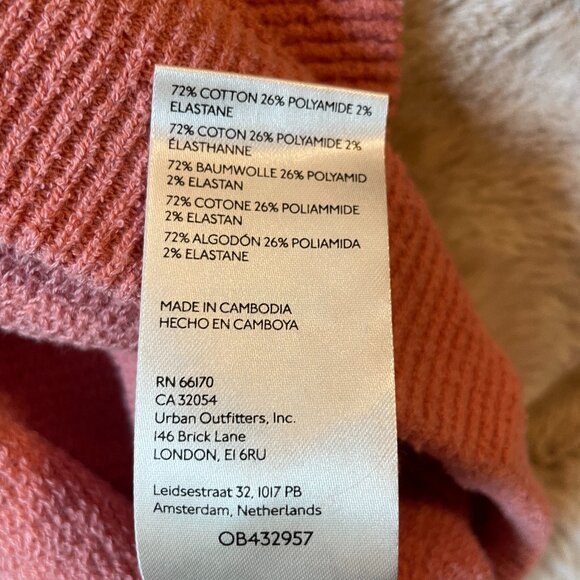 72% COTTON 26% POLYAMIDE 2%
ELASTANE
72% COTON 26% POLYAMIDE 2%
ÉLASTHANNE
72% BAUMWOLLE 26% POLYAMID
2% ELASTAN
72% COTONE 26% POLIAMMIDE
2% ELASTAN
72% ALGODÓN 26% POLIAMIDA
2% ELASTANE
MADE IN CAMBODIA
HECHO EN CAMBOYA
RN 66170
CA 32054
Urban Outfitters, Inc.
146 Brick Lane
LONDON, E1 6RU
Leidsestraat 32, 1017 PB
Amsterdam, Netherlands
OB432957